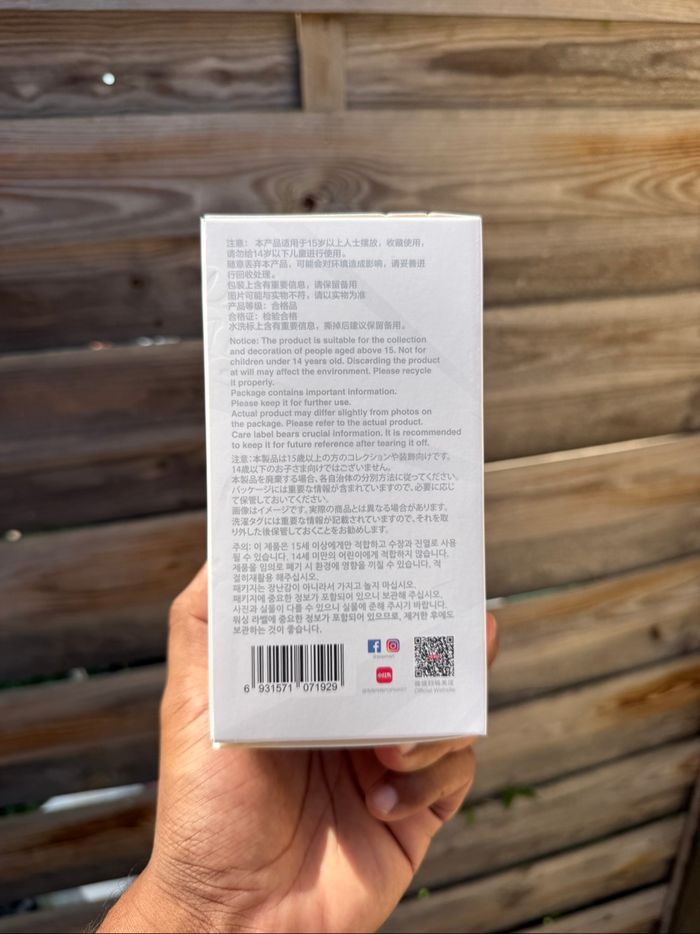 注意: 本产品适用于15岁以上人士摆放，收藏使用，
请勿给14岁以下儿童进行使用。
随意丢弃本产品，可能会对环境造成影响，请妥善进
行回收处理。
包装上含有重要信息，请保留备用
图片可能与实物不符，请以实物为准
产品等级: 合格品
合格证: 检验合格
水洗标上含有重要信息，撕掉后建议保留备用。
Notice: The product is suitable for the collection
and decoration of people aged above 15. Not for
children under 14 years old. Discarding the product
at will may affect the environment. Please recycle
it properly.
Package contains important information.
Please keep it for further use.
Actual product may differ slightly from photos on
the package. Please refer to the actual product.
Care label bears crucial information. It is recommended
to keep it for future reference after tearing it off.
注意:本製品は15歳以上の方のコレクションや装飾向けです。
14歳以下のお子さま向けではございません。
本製品を廃棄する場合、各自治体の分別方法に従ってください。
パッケージには重要な情報が含まれていますので、必要に応じ
て保管しておいてください。
画像はイメージです。実際の商品とは異なる場合があります。
洗濯タグには重要な情報が記載されていますので、それを取
り外した後保管しておくことをお勧めします。
주의: 이 제품은 15세 이상에게만 적합하고 수장과 진열로 사용
될 수 있습니다. 14세 미만의 어린이에게 적합하지 않습니다.
제품을 임의로 폐기 시 환경에 영향을 끼칠 수 있습니다. 적
절히재활용 해주십시오.
패키지는 장난감이 아니라서 가지고 놀지 마십시오.
패키지에 중요한 정보가 포함되어 있으니 보관해 주십시오.
사진과 실물이 다를 수 있으니 실물에 준해 주시기 바랍니다.
워싱 라벨에 중요한 정보가 포함되어 있으므로, 제거한 후에도
보관하는 것이 좋습니다.
6 931571 071929
小红书
Official Website